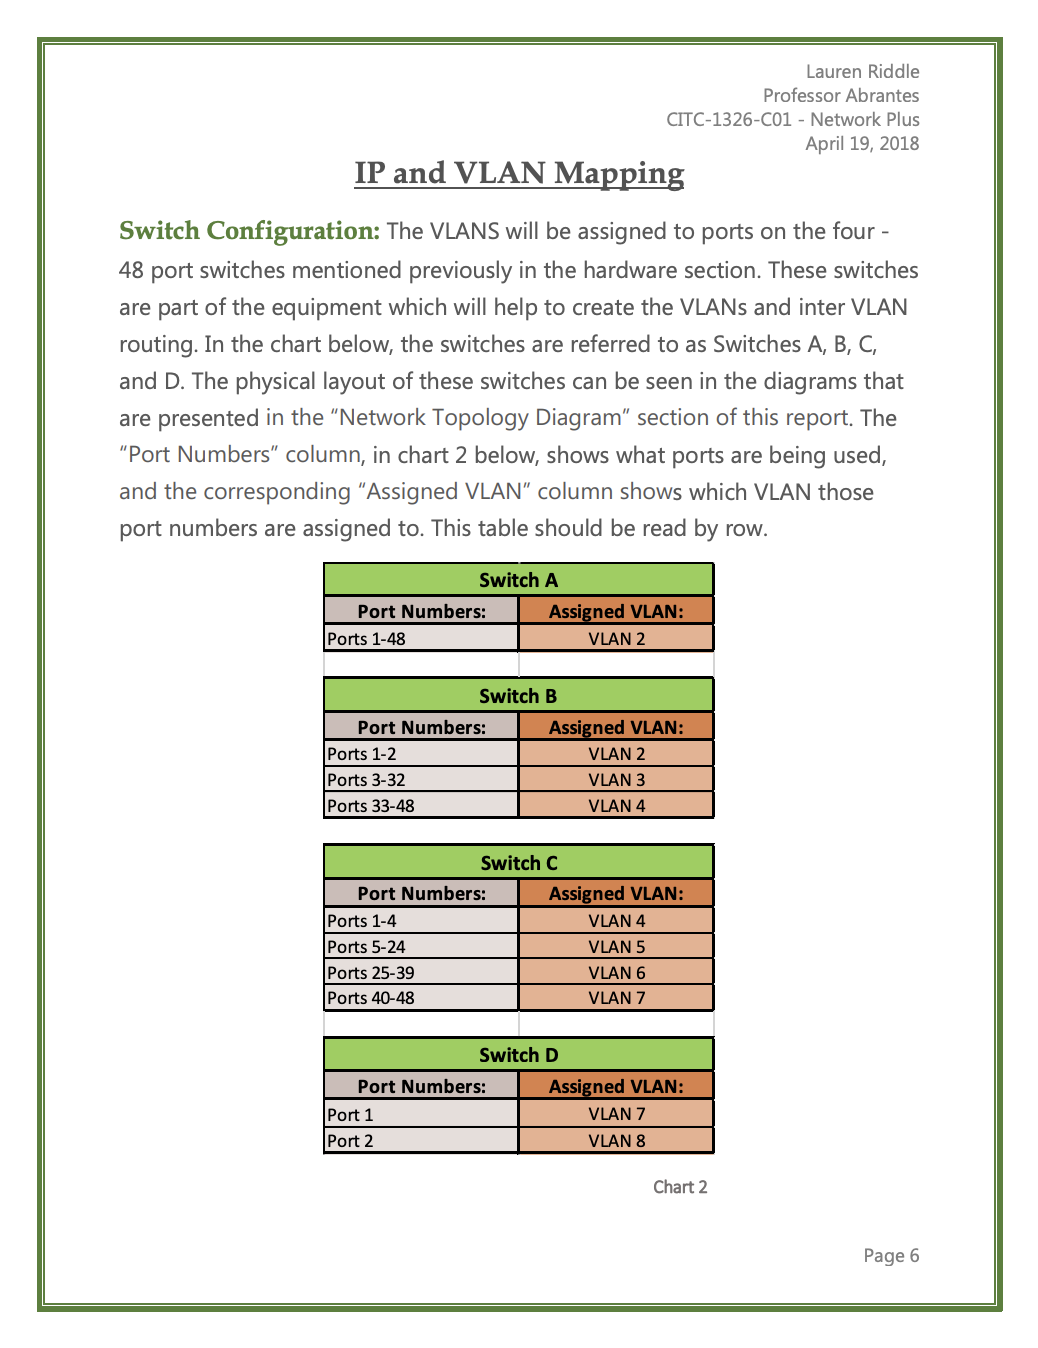 Lauren Riddle
Professor Abrantes
CITC-1326-C01 - Network Plus
April 19, 2018
IP and VLAN Mapping
Switch Configuration: The VLANS will be assigned to ports on the four -
48 port switches mentioned previously in the hardware section. These switches
are part of the equipment which will help to create the VLANs and inter VLAN
routing. In the chart below, the switches are referred to as Switches A, B, C,
and D. The physical layout of these switches can be seen in the diagrams that
are presented in the “Network Topology Diagram” section of this report. The
“Port Numbers” column, in chart 2 below, shows what ports are being used,
and the corresponding “Assigned VLAN” column shows which VLAN those
port numbers are assigned to. This table should be read by row.
Switch A
Port Numbers: Assigned VLAN:
Ports 1-48 VLAN 2
Switch B
Port Numbers: Assigned VLAN:
Ports 1-2 VLAN 2
Ports 3-32 VLAN 3
Ports 33-48 VLAN 4
Switch C
Port Numbers: Assigned VLAN:
Ports 1-4 VLAN 4
Ports 5-24 VLAN 5
Ports 25-39 VLAN 6
Ports 40-48 VLAN 7
Switch D
Port Numbers: Assigned VLAN:
Port 1 VLAN 7
Port 2 VLAN 8
Chart 2
Page 6